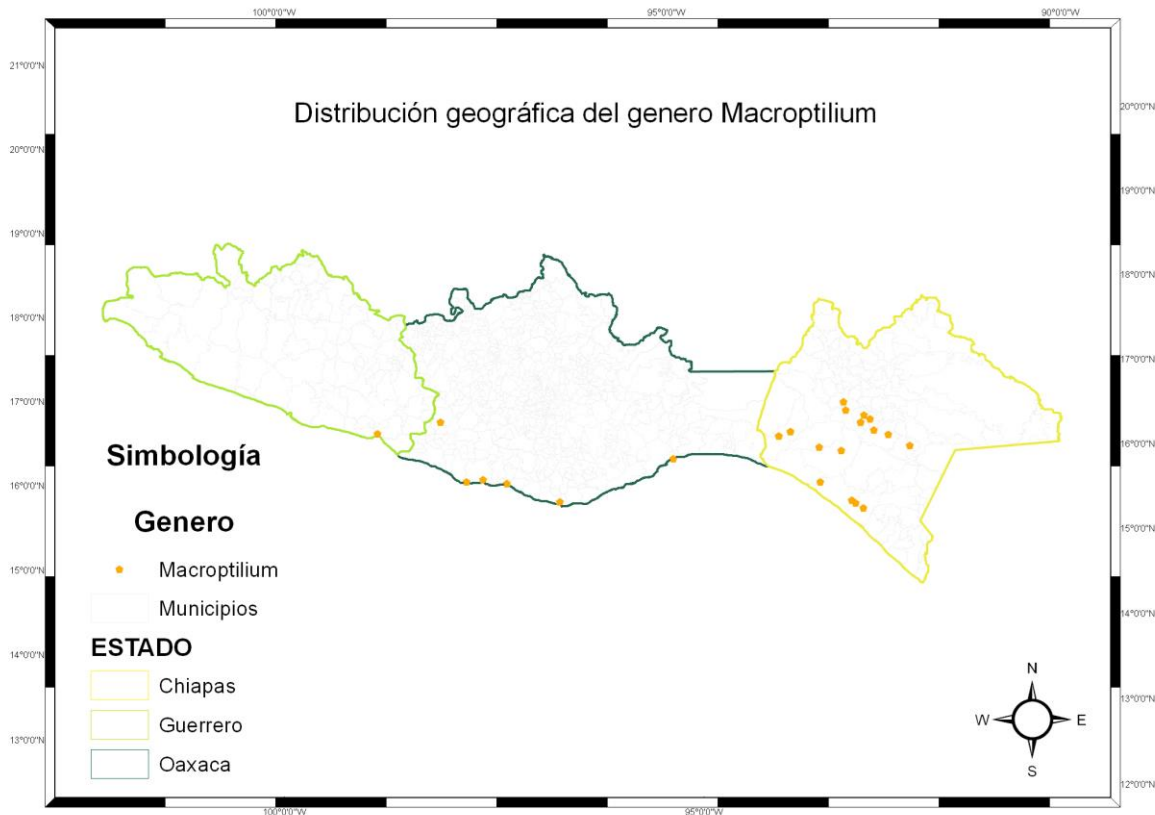 100°0'0"W
95°0'0"W
90°0'0"W
21°0'0"N
20°0'0"N
19°0'0"N
18°0'0"N
17°0'0"N
16°0'0"N
15°0'0"N
14°0'0"N
13°0'0"N
Distribución geográfica del genero Macroptilium
20°0'0"N
19°0'0"N
18°0'0"N
17°0'0"N
16°0'0"N
15°0'0"N
14°0'0"N
13°0'0"N
12°0'0"N
Simbología
Genero
Macroptilium
Municipios
ESTADO
Chiapas
Guerrero
Oaxaca
N
W
E
S
100°0'0"W
95°0'0"W